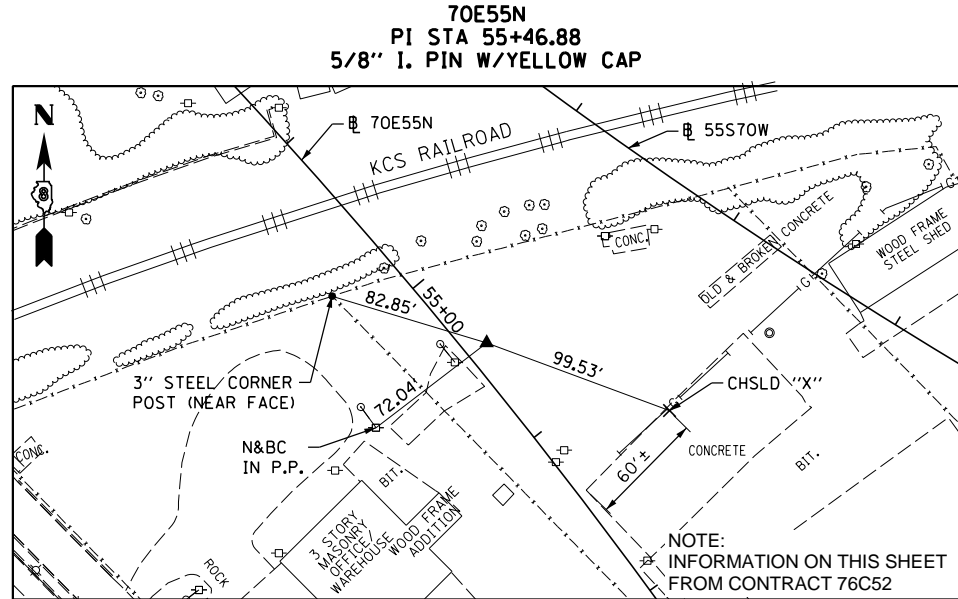 70E55N
PI STA 55+46.88
5/8" I. PIN W/YELLOW CAP
N
8
℄ 70E55N
KCS RAILROAD
℄ 55S70W
CONC.
OLD & BROKEN CONCRETE
WOOD FRAME
STEEL SHED
G
G
82.85'
55+00
99.53'
3" STEEL CORNER
POST (NEAR FACE)
72.04'
CHSLD "X"
N&BC
IN P.P.
CONC.
BIT.
60'±
CONCRETE
BIT.
3 STORY
MASONRY
OFFICE/
WAREHOUSE
WOOD FRAME
ADDITION
ROCK
NOTE:
INFORMATION ON THIS SHEET
FROM CONTRACT 76C52